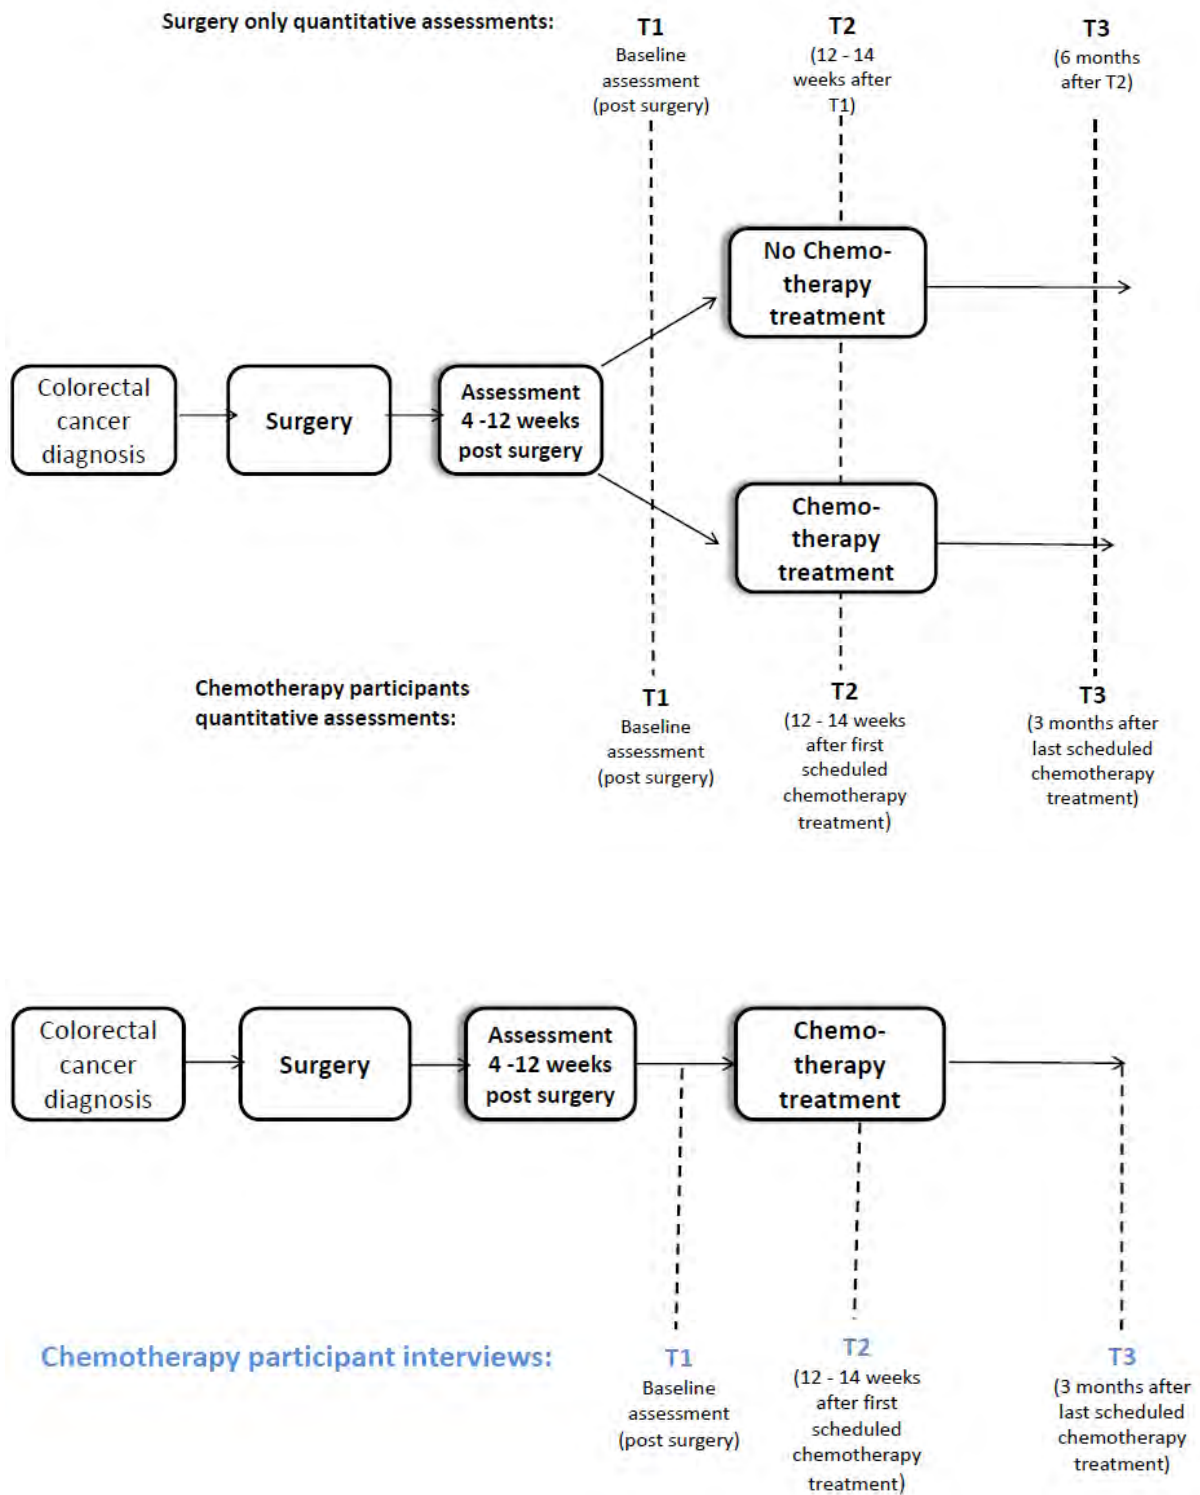 Surgery only quantitative assessments:
T1
Baseline
assessment
(post surgery)
T2
(12 - 14
weeks after
T1)
T3
(6 months
after T2)
No Chemo-
therapy
treatment
Colorectal
cancer
diagnosis
Surgery
Assessment
4 -12 weeks
post surgery
Chemo-
therapy
treatment
Chemotherapy participants
quantitative assessments:
T1
Baseline
assessment
(post surgery)
T2
(12 - 14 weeks
after first
scheduled
chemotherapy
treatment)
T3
(3 months after
last scheduled
chemotherapy
treatment)
Colorectal
cancer
diagnosis
Surgery
Assessment
4 -12 weeks
post surgery
Chemo-
therapy
treatment
Chemotherapy participant interviews:
T1
Baseline
assessment
(post surgery)
T2
(12 - 14 weeks
after first
scheduled
chemotherapy
treatment)
T3
(3 months after
last scheduled
chemotherapy
treatment)